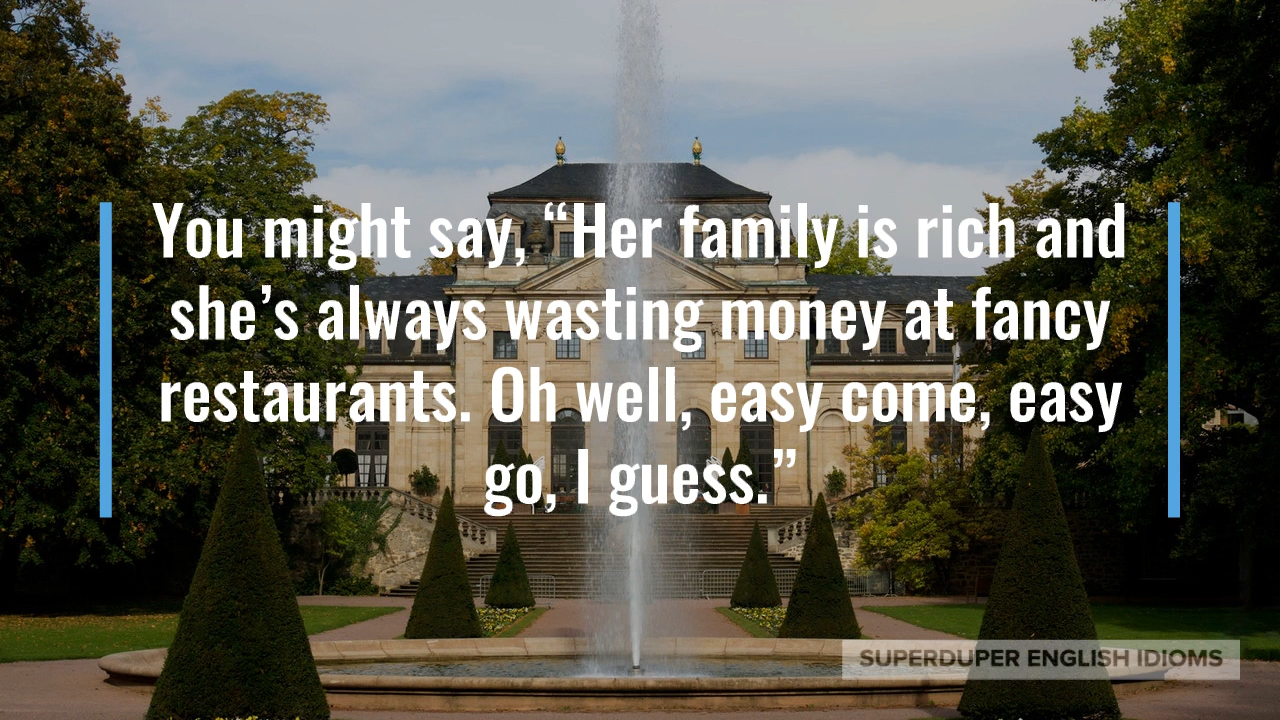 You might say, “Her family is rich and
she’s always wasting money at fancy
restaurants. Oh well, easy come, easy
go, I guess.”
SUPERDUPER ENGLISH IDIOMS